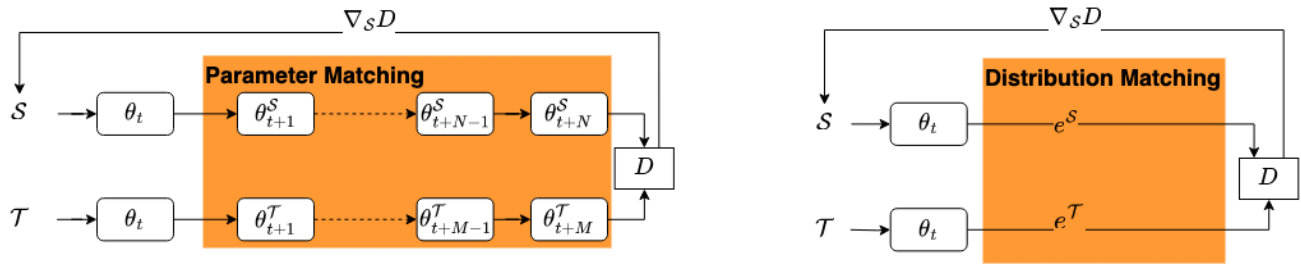 ∇_𝒮 D
Parameter Matching
𝒮 θ_t θ^𝒮_{t+1} θ^𝒮_{t+N−1} θ^𝒮_{t+N}
D
𝒯 θ_t θ^𝒯_{t+1} θ^𝒯_{t+M−1} θ^𝒯_{t+M}
∇_𝒮 D
Distribution Matching
𝒮 θ_t e^𝒮
D
𝒯 θ_t e^𝒯